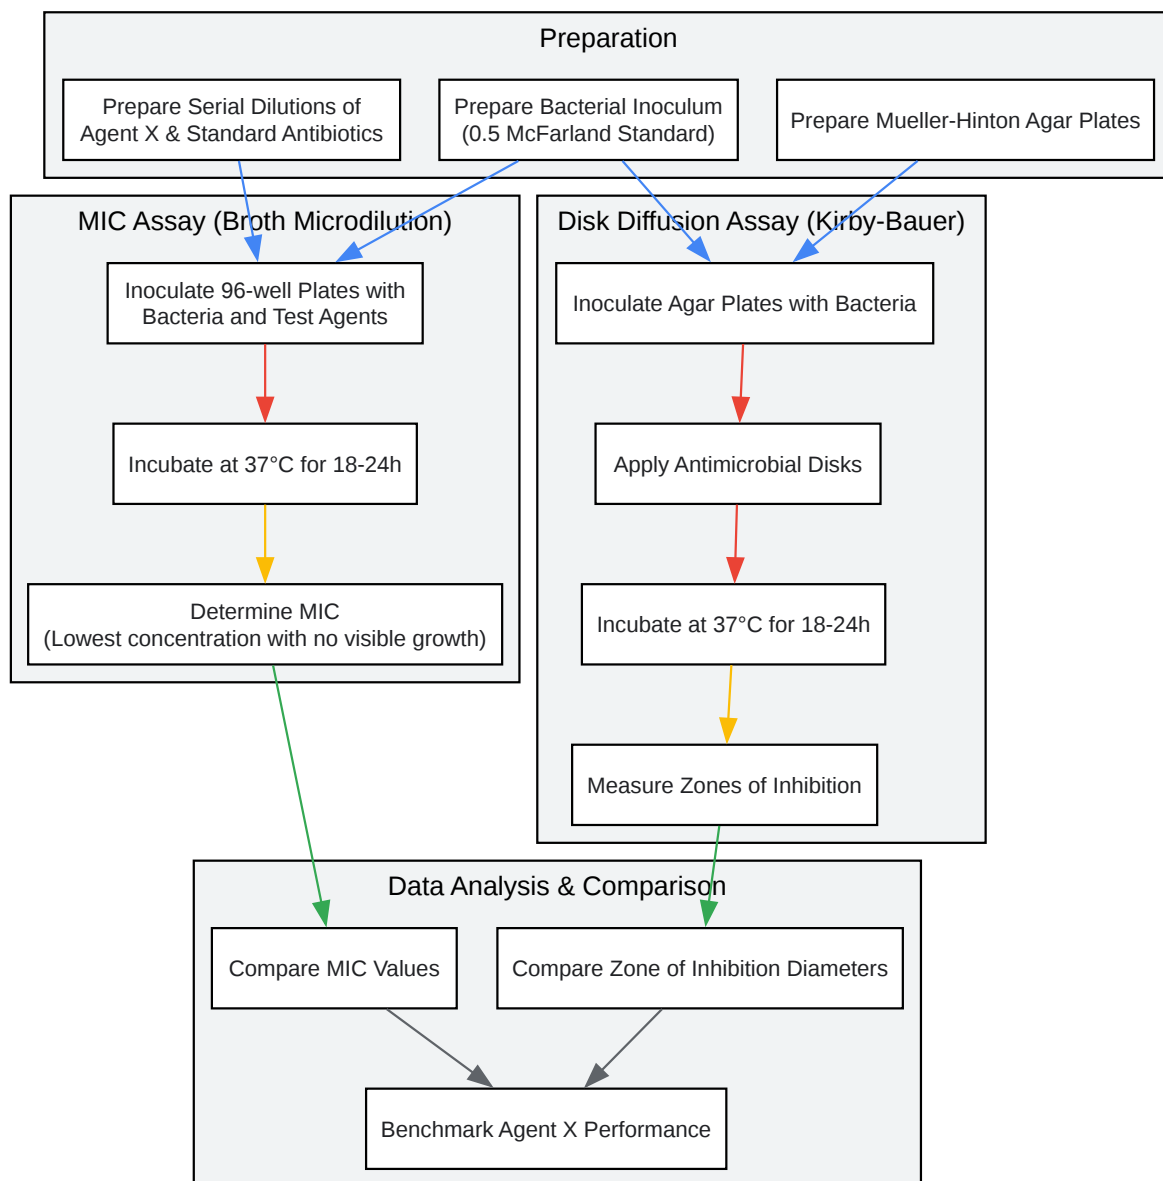 Preparation
Prepare Serial Dilutions of
Agent X & Standard Antibiotics
Prepare Bacterial Inoculum
(0.5 McFarland Standard)
Prepare Mueller-Hinton Agar Plates
MIC Assay (Broth Microdilution)
Inoculate 96-well Plates with
Bacteria and Test Agents
Incubate at 37°C for 18-24h
Determine MIC
(Lowest concentration with no visible growth)
Disk Diffusion Assay (Kirby-Bauer)
Inoculate Agar Plates with Bacteria
Apply Antimicrobial Disks
Incubate at 37°C for 18-24h
Measure Zones of Inhibition
Data Analysis & Comparison
Compare MIC Values
Compare Zone of Inhibition Diameters
Benchmark Agent X Performance